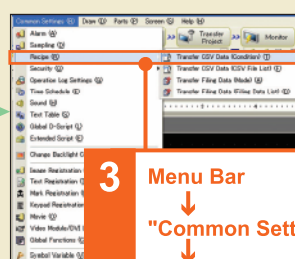 Common Settings (R) Draw (D) Parts (P) Screen (S) Help (H)
Alarm (A)
Sampling (D)
Recipe (R)
Security (G)
Operation Log Settings (G)
Time Schedule (E)
Sound (H)
Text Table (S)
Global D-Script (L)
Extended Script (E)
Change Backlight C
Image Registration
Text Registration (
Mark Registration
Keypad Registration
Movie (Q)
Video Module/DVI
Global Functions (
Symbol Variable (V
Transfer
Project
Monitor
Transfer CSV Data (Condition) (T)
Transfer CSV Data (CSV File List) (C)
Transfer Filing Data (Mode) (A)
Transfer Filing Data (Filing Data List) (D)
3
Menu Bar
"Common Sett